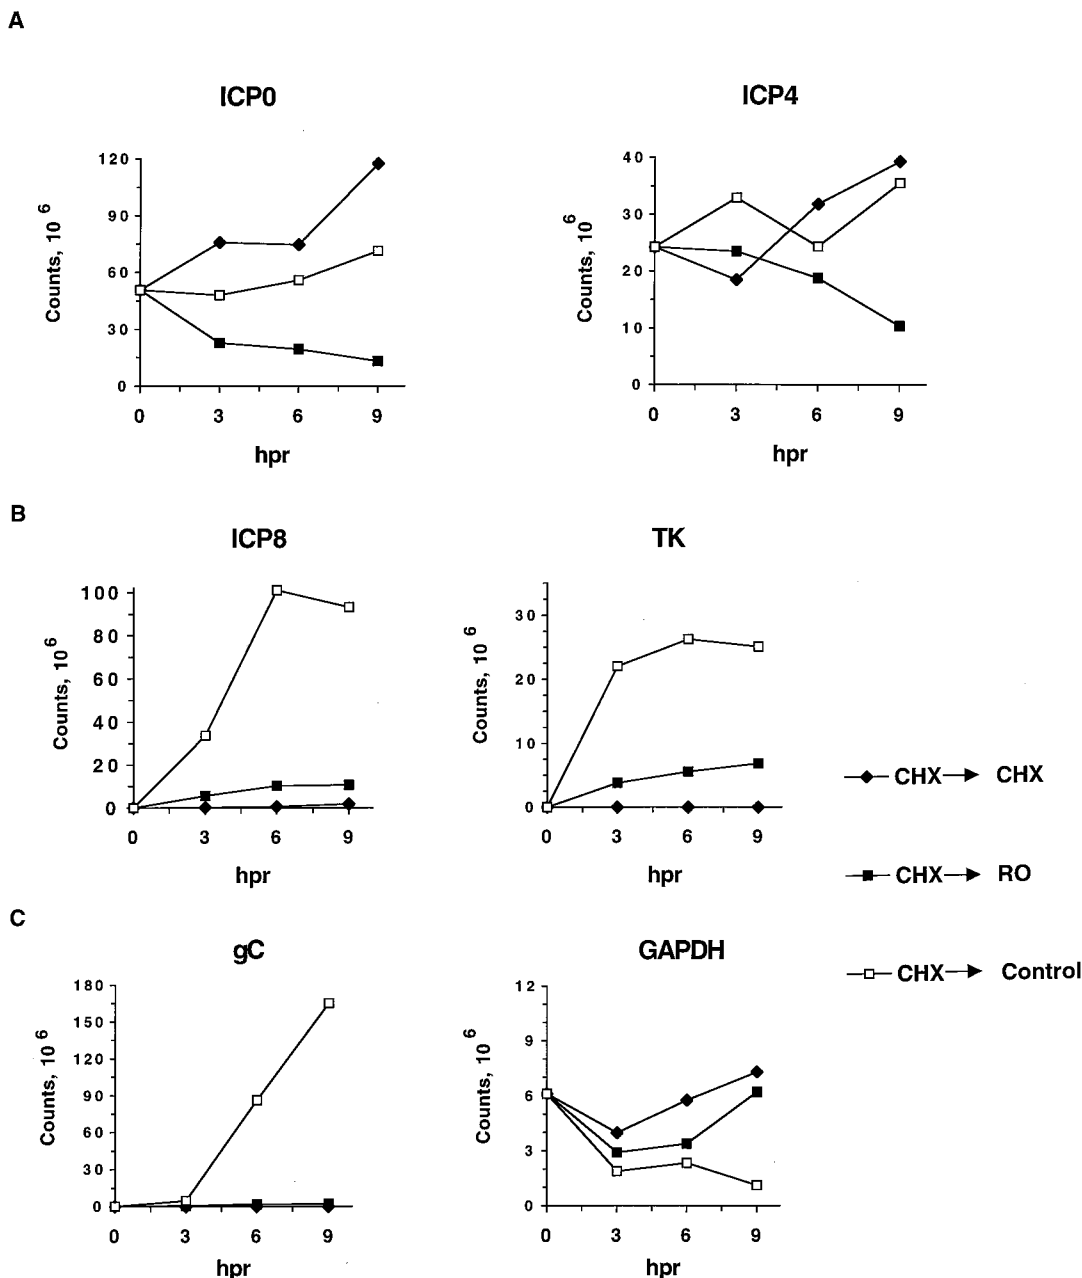 A
ICP0
ICP4
120
90
60
30
0
Counts, 10 6
0 3 6 9
hpr
40
30
20
10
0
Counts, 10 6
0 3 6 9
hpr
B
ICP8
TK
100
80
60
40
20
0
Counts, 10 6
0 3 6 9
hpr
30
20
10
0
Counts, 10 6
0 3 6 9
hpr
CHX CHX
CHX RO
CHX Control
C
gC
GAPDH
180
150
120
90
60
30
0
Counts, 10 6
0 3 6 9
hpr
12
9
6
3
0
Counts, 10 6
0 3 6 9
hpr